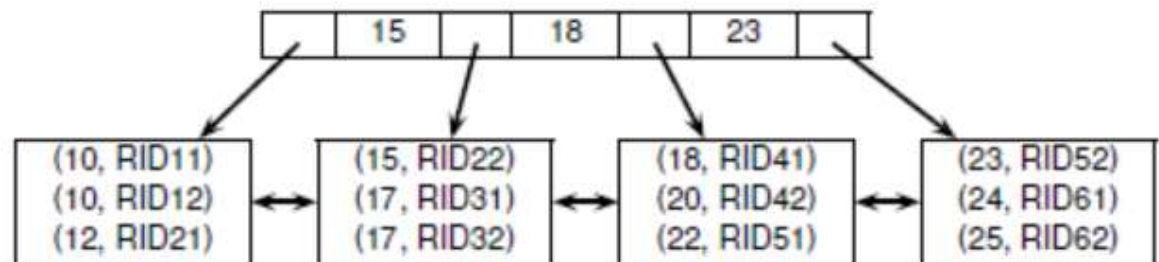 15 18 23
(10, RID11)
(10, RID12)
(12, RID21)
(15, RID22)
(17, RID31)
(17, RID32)
(18, RID41)
(20, RID42)
(22, RID51)
(23, RID52)
(24, RID61)
(25, RID62)